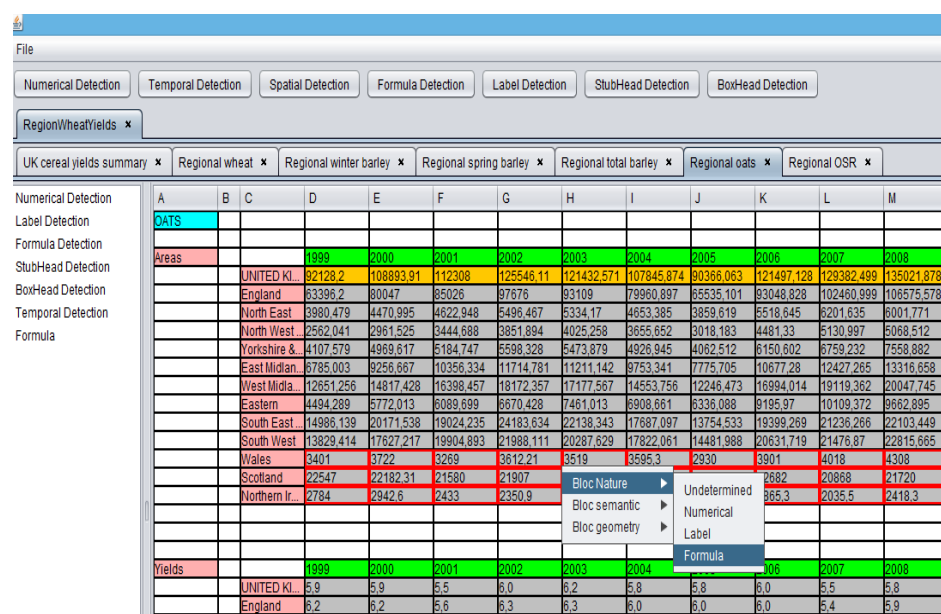 File
Numerical Detection Temporal Detection Spatial Detection Formula Detection Label Detection StubHead Detection BoxHead Detection
RegionWheatYields ×
UK cereal yields summary × Regional wheat × Regional winter barley × Regional spring barley × Regional total barley × Regional oats × Regional OSR ×
Numerical Detection
Label Detection
Formula Detection
StubHead Detection
BoxHead Detection
Temporal Detection
Formula
A B C D E F G H I J K L M
OATS
Areas 1999 2000 2001 2002 2003 2004 2005 2006 2007 2008
UNITED KI... 92128,2 108893,91 112308 125546,11 121432,571 107845,874 90366,063 121497,128 129382,499 135021,878
England 63396,2 80047 85026 97676 93109 79960,897 65535,101 93048,828 102460,999 106575,578
North East 3980,479 4470,995 4622,948 5496,467 5334,17 4653,385 3859,619 5518,645 6201,635 6001,771
North West ... 2562,041 2961,525 3444,688 3851,894 4025,258 3655,652 3018,183 4481,33 5130,997 5068,512
Yorkshire &... 4107,579 4969,617 5184,747 5598,328 5473,879 4926,945 4062,512 6150,602 6759,232 7558,882
East Midlan... 6785,003 9256,667 10356,334 11714,781 11211,142 9753,341 7775,705 10677,28 12427,265 13316,658
West Midla... 12651,256 14817,428 16398,457 18172,357 17177,567 14553,756 12246,473 16994,014 19119,362 20047,745
Eastern 4494,289 5772,013 6089,699 6670,428 7461,013 6908,661 6336,088 9195,97 10109,372 9662,895
South East ... 14986,139 20171,538 19024,235 24183,634 22138,343 17687,097 13754,533 19399,269 21236,266 22103,449
South West 13829,414 17627,217 19904,893 21988,111 20287,629 17822,061 14481,988 20631,719 21476,87 22815,665
Wales 3401 3722 3269 3612,21 3519 3595,3 2930 3901 4018 4308
Scotland 22547 22182,31 21580 21907 2682 20868 21720
Northern Ir... 2784 2942,6 2433 2350,9 365,3 2035,5 2418,3
Bloc Nature
Bloc semantic
Bloc geometry
Undetermined
Numerical
Label
Formula
Yields 1999 2000 2001 2002 2003 2004 2007 2008
UNITED KI... 5,9 5,9 5,5 6,0 6,2 5,8 5,8 6,0 5,5 5,8
England 6,2 6,2 5,6 6,3 6,3 6,0 6,0 6,0 5,4 5,9